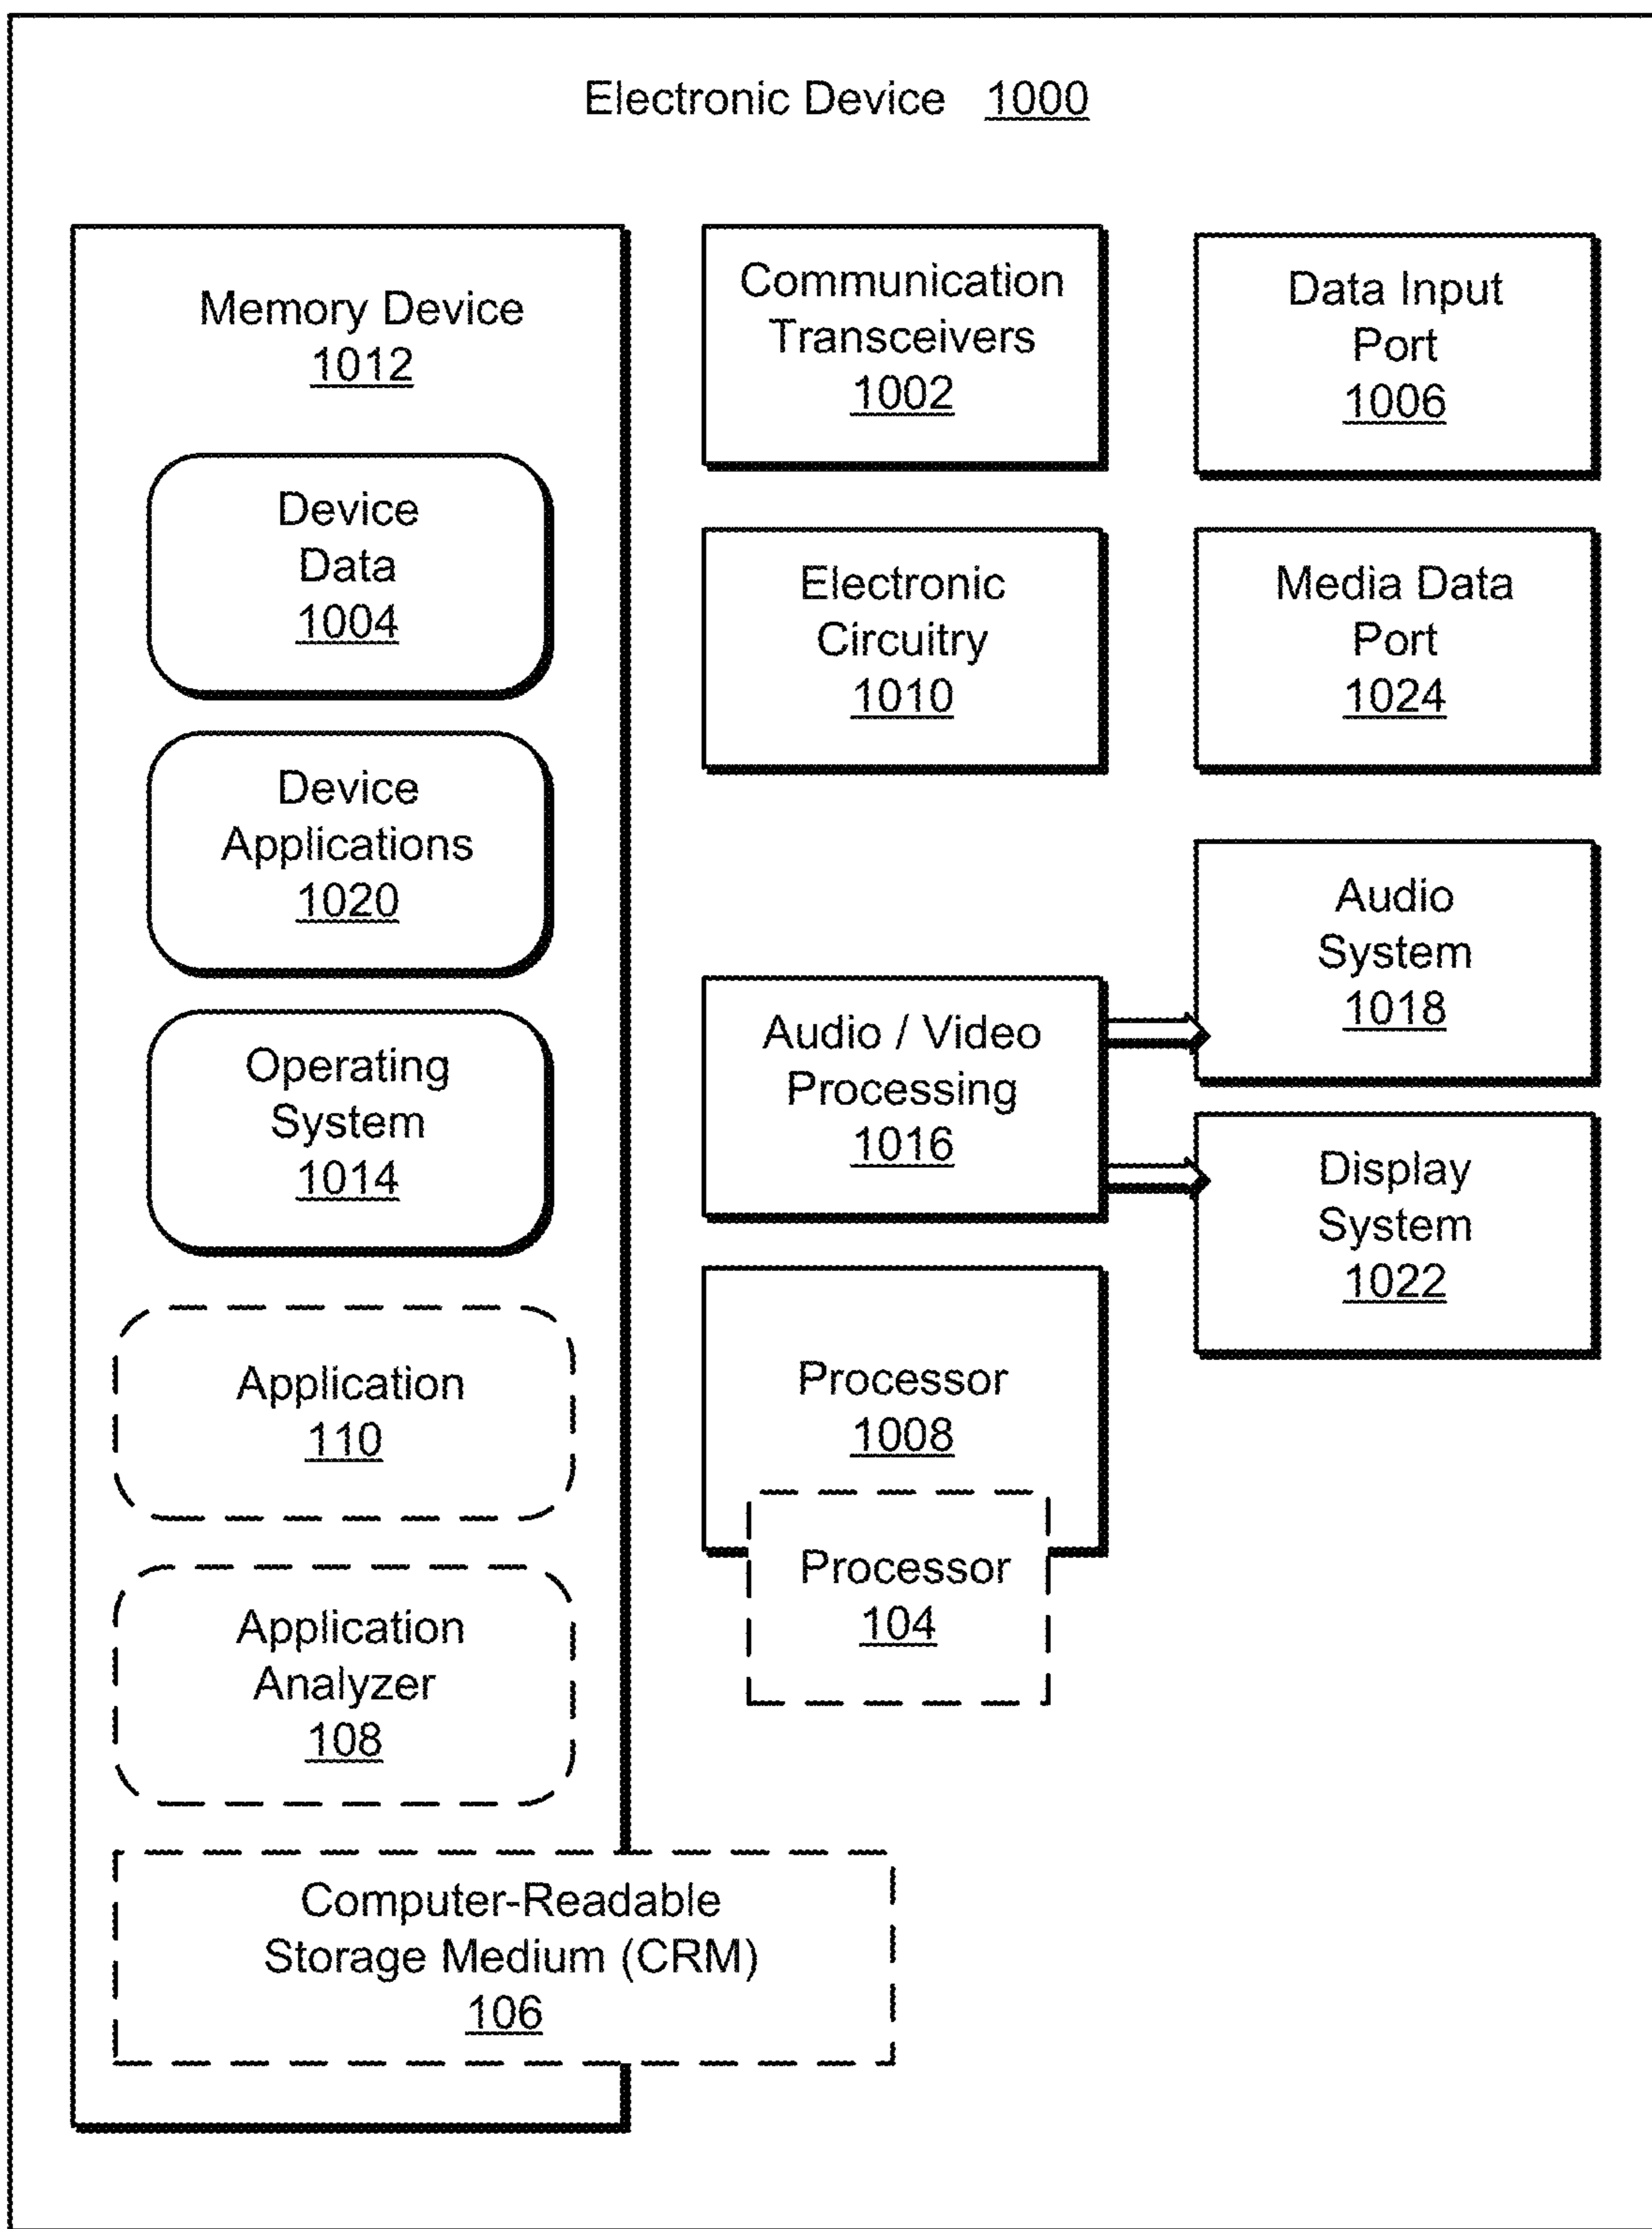 Electronic Device 1000
Memory Device
1012
Device
Data
1004
Device
Applications
1020
Operating
System
1014
Application
110
Application
Analyzer
108
Computer-Readable
Storage Medium (CRM)
106
Communication
Transceivers
1002
Electronic
Circuitry
1010
Audio / Video
Processing
1016
Processor
1008
Processor
104
Data Input
Port
1006
Media Data
Port
1024
Audio
System
1018
Display
System
1022